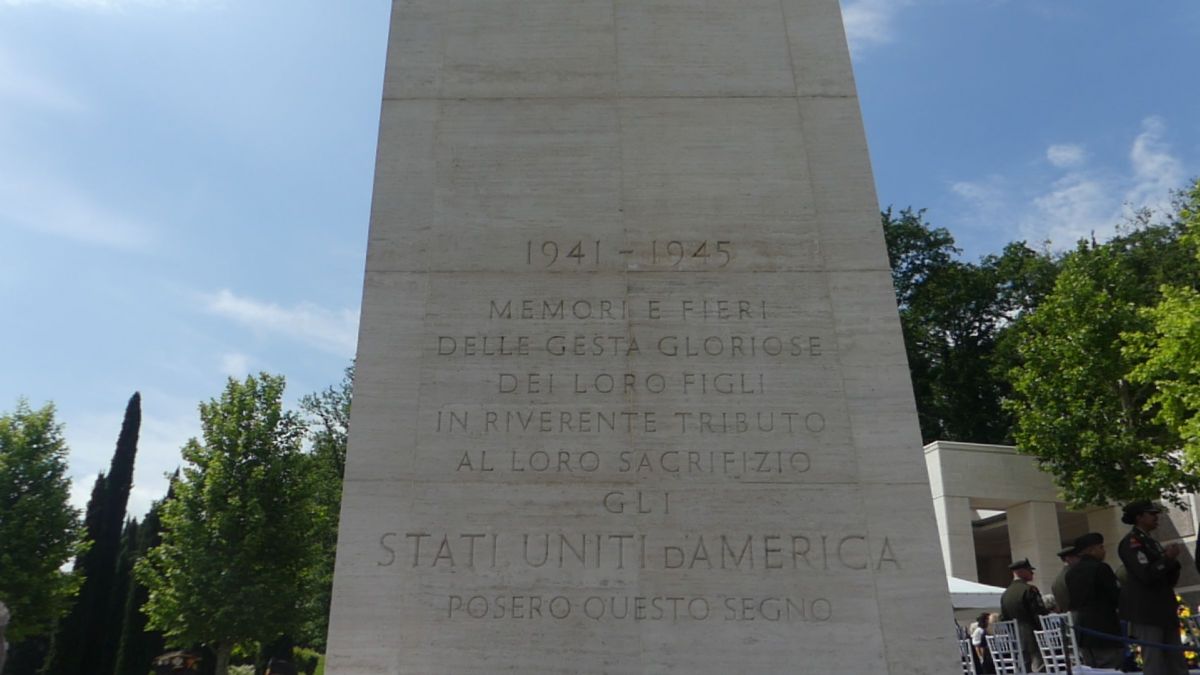 1941 - 1945
MEMORI E FIERI
DELLE GESTA GLORIOSE
DEI LORO FIGLI
IN RIVERENTE TRIBUTO
AL LORO SACRIFIZIO
GLI
STATI UNITI D'AMERICA
POSERO QUESTO SEGNO